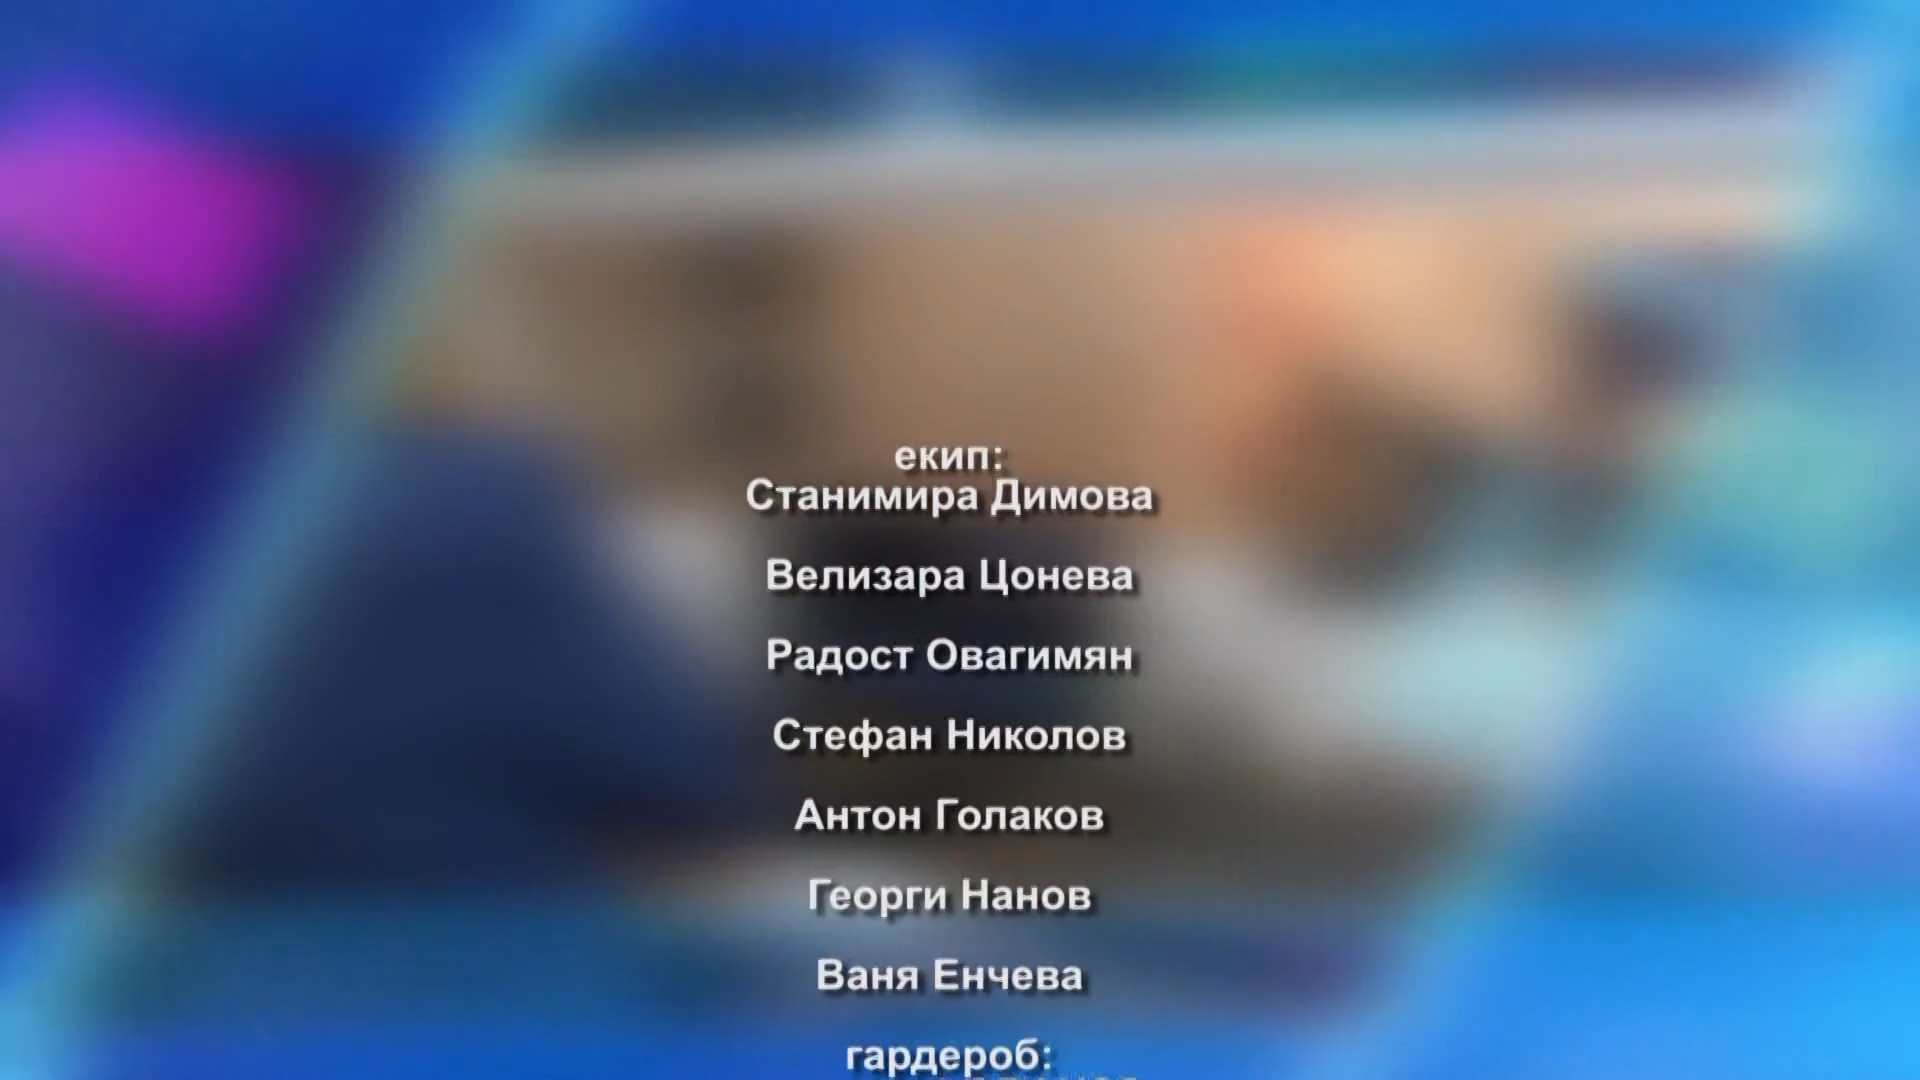 екип:
Станимира Димова
Велизара Цонева
Радост Овагимян
Стефан Николов
Антон Голаков
Георги Нанов
Ваня Енчева
гардероб: